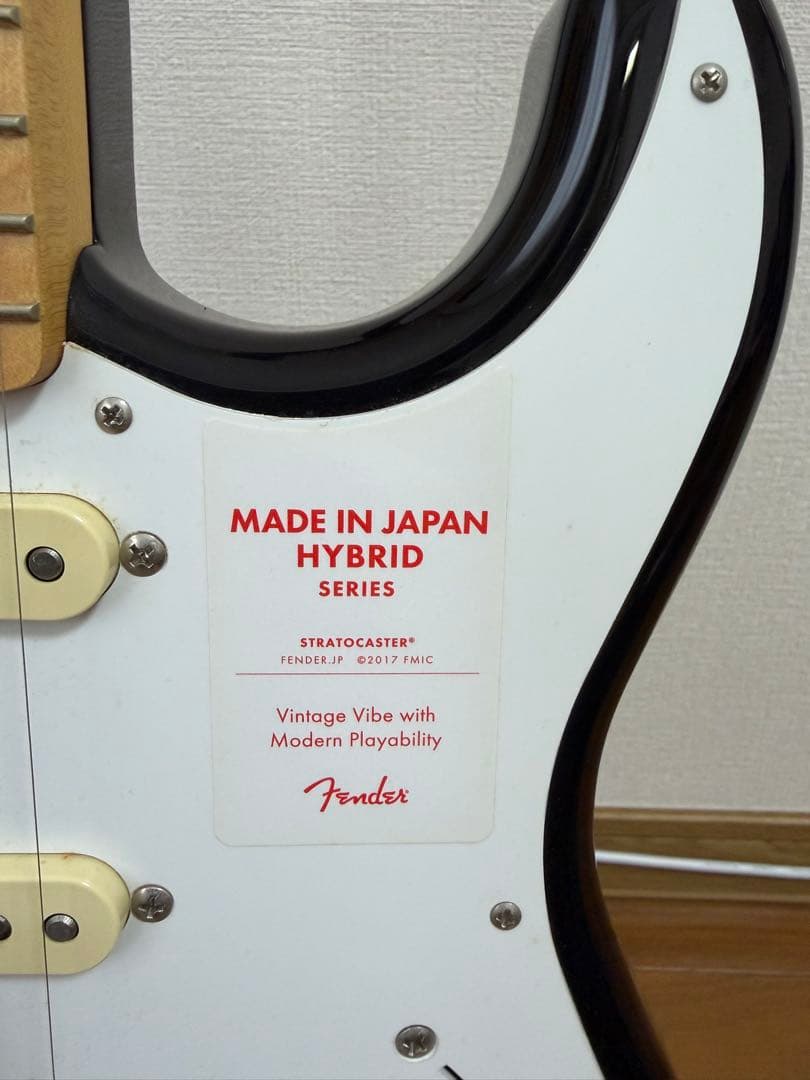 MADE IN JAPAN
HYBRID
SERIES
STRATOCASTER®
FENDER.JP ©2017 FMIC
Vintage Vibe with
Modern Playability
Fender®